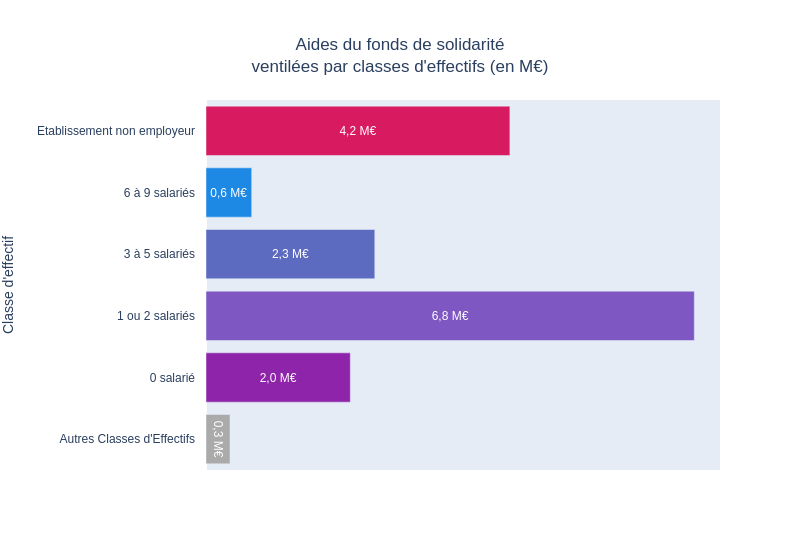 Aides du fonds de solidarité
ventilées par classes d'effectifs (en M€)
Classe d'effectif
Etablissement non employeur
4,2 M€
6 à 9 salariés
0,6 M€
3 à 5 salariés
2,3 M€
1 ou 2 salariés
6,8 M€
0 salarié
2,0 M€
Autres Classes d'Effectifs
0,3 M€